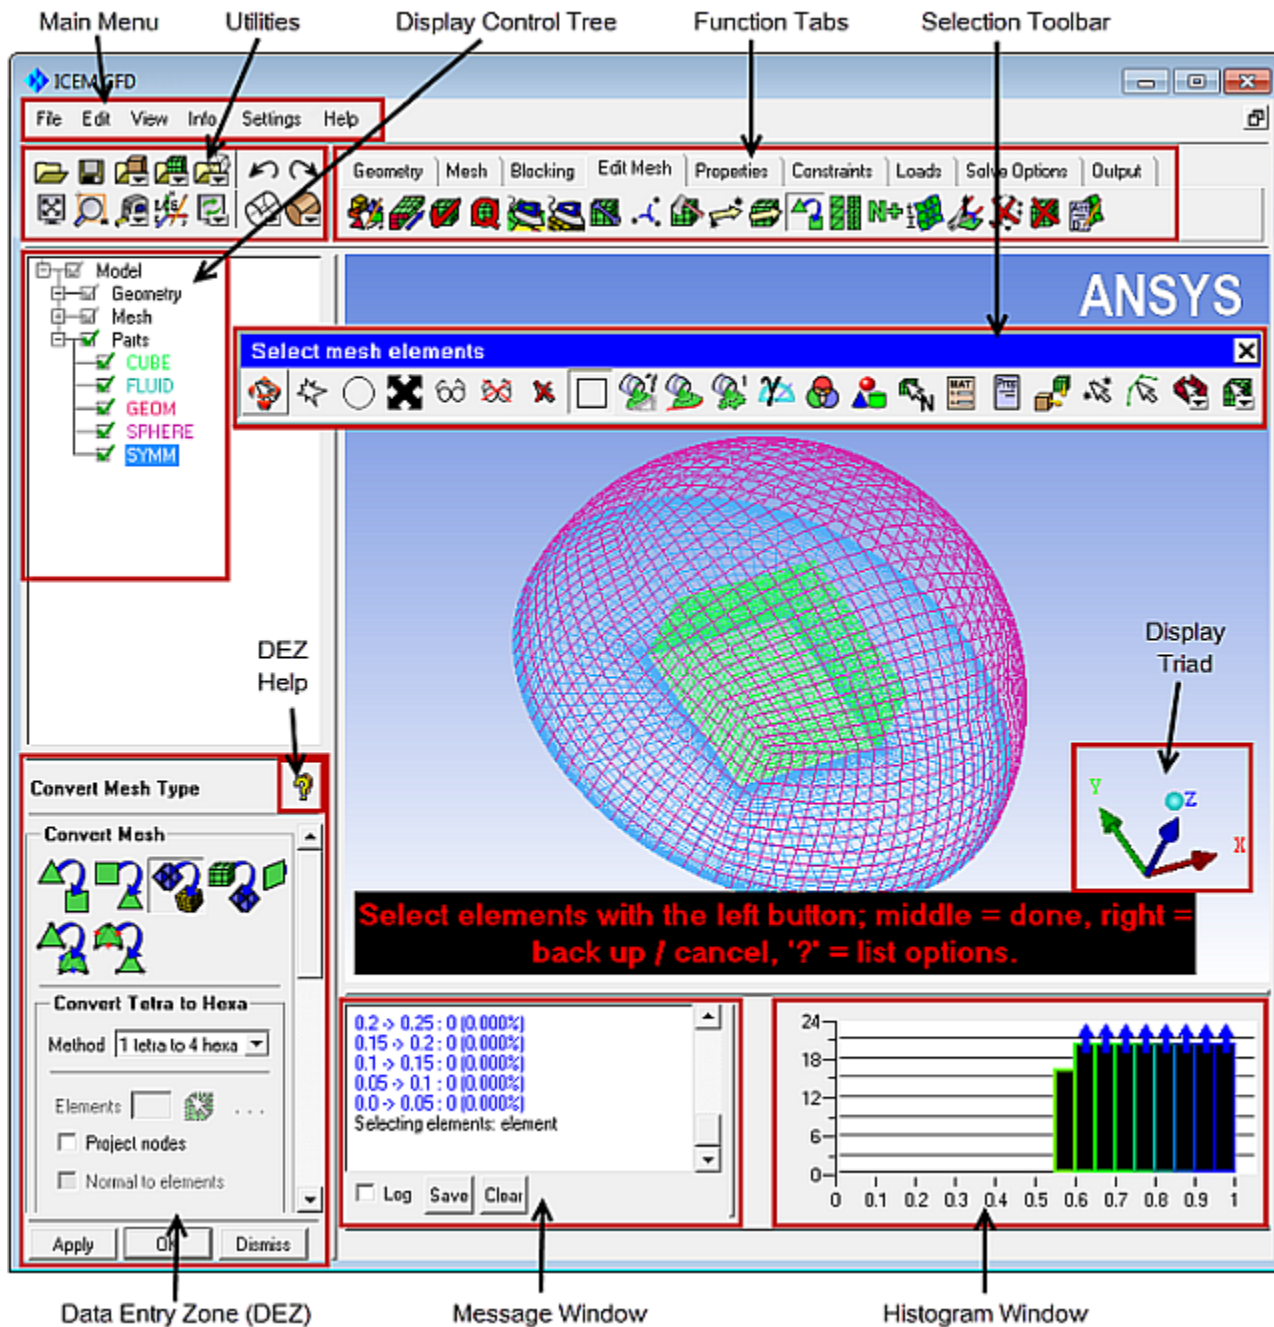 Main Menu Utilities Display Control Tree Function Tabs Selection Toolbar
ICEM CFD
File Edit View Info Settings Help
Geometry Mesh Blocking Edit Mesh Properties Constraints Loads Solve Options Output
Model
Geometry
Mesh
Parts
CUBE
FLUID
GEOM
SPHERE
SYMM
ANSYS
Select mesh elements
DEZ
Help
Display
Triad
Y
Z
X
Convert Mesh Type
Convert Mesh
Convert Tetra to Hexa
Method 1 tetra to 4 hexa
Elements ...
Project nodes
Normal to elements
Apply OK Dismiss
Select elements with the left button; middle = done, right =
back up / cancel, '?' = list options.
0.2 -> 0.25 : 0 (0.000%)
0.15 -> 0.2 : 0 (0.000%)
0.1 -> 0.15 : 0 (0.000%)
0.05 -> 0.1 : 0 (0.000%)
0.0 -> 0.05 : 0 (0.000%)
Selecting elements: element
Log Save Clear
24
18
12
6
0
0 0.1 0.2 0.3 0.4 0.5 0.6 0.7 0.8 0.9 1
Data Entry Zone (DEZ) Message Window Histogram Window